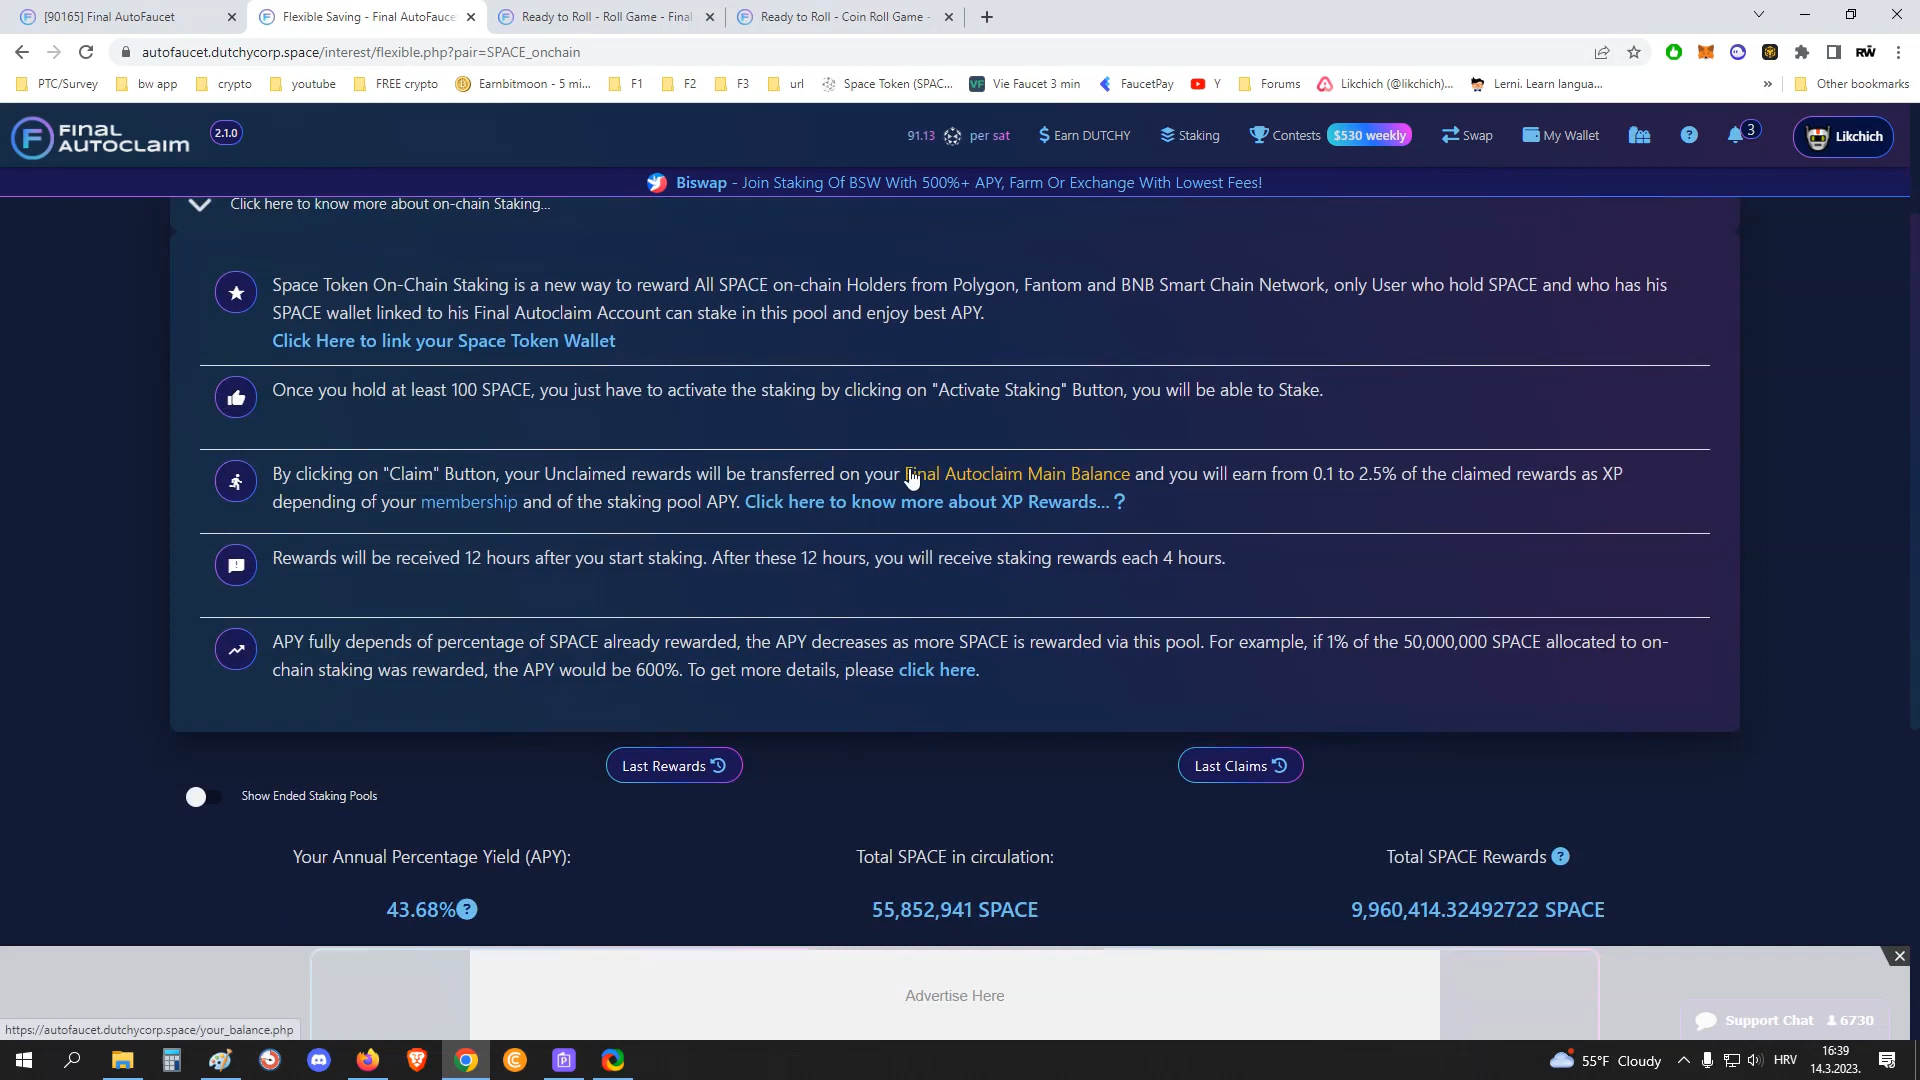 [90165] Final AutoFaucet
Flexible Saving - Final AutoFauce
Ready to Roll - Roll Game - Final
Ready to Roll - Coin Roll Game -
autofaucet.dutchycorp.space/interest/flexible.php?pair=SPACE_onchain
PTC/Survey
bw app
crypto
youtube
FREE crypto
Earnbitmoon - 5 mi...
F1
F2
F3
url
Space Token (SPAC...
Vie Faucet 3 min
FaucetPay
Y
Forums
Likchich (@likchich)...
Lerni. Learn langua...
»
Other bookmarks
FINAL AUTOCLAIM
2.1.0
91.13 per sat
$ Earn DUTCHY
Staking
Contests $530 weekly
Swap
My Wallet
?
3
Likchich
Biswap - Join Staking Of BSW With 500%+ APY, Farm Or Exchange With Lowest Fees!
Click here to know more about on-chain Staking...
Space Token On-Chain Staking is a new way to reward All SPACE on-chain Holders from Polygon, Fantom and BNB Smart Chain Network, only User who hold SPACE and who has his
SPACE wallet linked to his Final Autoclaim Account can stake in this pool and enjoy best APY.
Click Here to link your Space Token Wallet
Once you hold at least 100 SPACE, you just have to activate the staking by clicking on "Activate Staking" Button, you will be able to Stake.
By clicking on "Claim" Button, your Unclaimed rewards will be transferred on your Final Autoclaim Main Balance and you will earn from 0.1 to 2.5% of the claimed rewards as XP
depending of your membership and of the staking pool APY. Click here to know more about XP Rewards... ?
Rewards will be received 12 hours after you start staking. After these 12 hours, you will receive staking rewards each 4 hours.
APY fully depends of percentage of SPACE already rewarded, the APY decreases as more SPACE is rewarded via this pool. For example, if 1% of the 50,000,000 SPACE allocated to on-
chain staking was rewarded, the APY would be 600%. To get more details, please click here.
Last Rewards
Last Claims
Show Ended Staking Pools
Your Annual Percentage Yield (APY):
Total SPACE in circulation:
Total SPACE Rewards ?
43.68% ?
55,852,941 SPACE
9,960,414.32492722 SPACE
Advertise Here
Support Chat 6730
https://autofaucet.dutchycorp.space/your_balance.php
55°F Cloudy
HRV
16:39
14.3.2023.